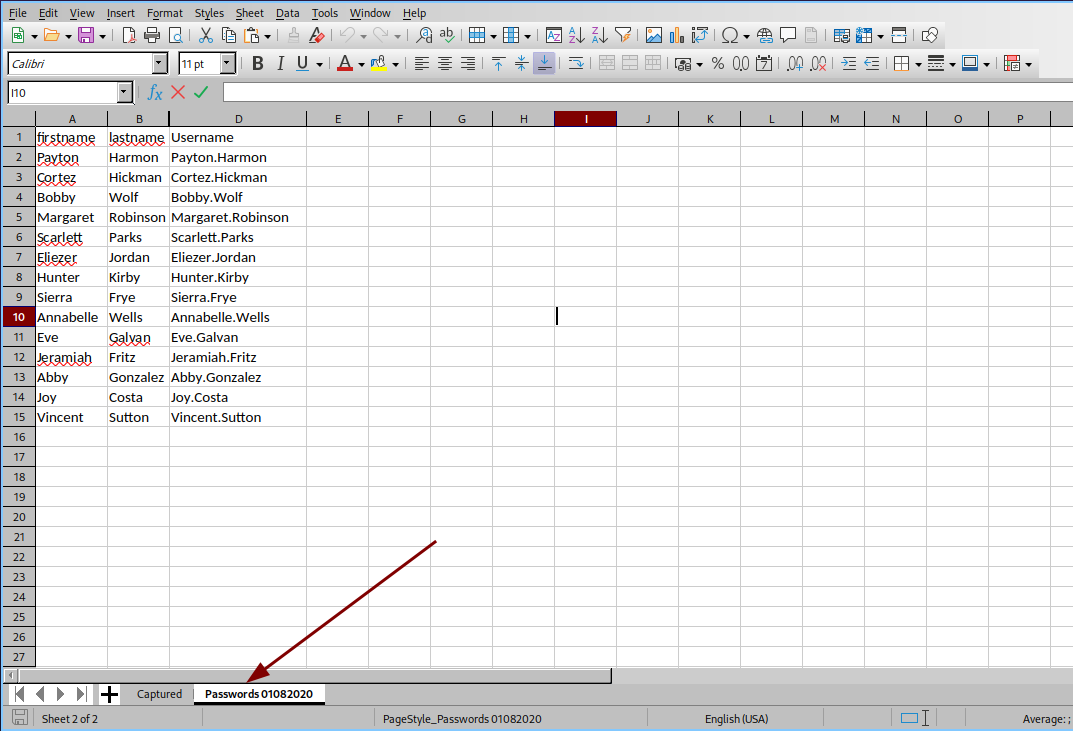 File Edit View Insert Format Styles Sheet Data Tools Window Help
Calibri 11 pt B I U A % 0.0
I10 fx
A B D E F G H I J K L M N O P
1 firstname lastname Username
2 Payton Harmon Payton.Harmon
3 Cortez Hickman Cortez.Hickman
4 Bobby Wolf Bobby.Wolf
5 Margaret Robinson Margaret.Robinson
6 Scarlett Parks Scarlett.Parks
7 Eliezer Jordan Eliezer.Jordan
8 Hunter Kirby Hunter.Kirby
9 Sierra Frye Sierra.Frye
10 Annabelle Wells Annabelle.Wells
11 Eve Galvan Eve.Galvan
12 Jeramiah Fritz Jeramiah.Fritz
13 Abby Gonzalez Abby.Gonzalez
14 Joy Costa Joy.Costa
15 Vincent Sutton Vincent.Sutton
16
17
18
19
20
21
22
23
24
25
26
27
Captured Passwords 01082020
Sheet 2 of 2 PageStyle_Passwords 01082020 English (USA) Average: ;